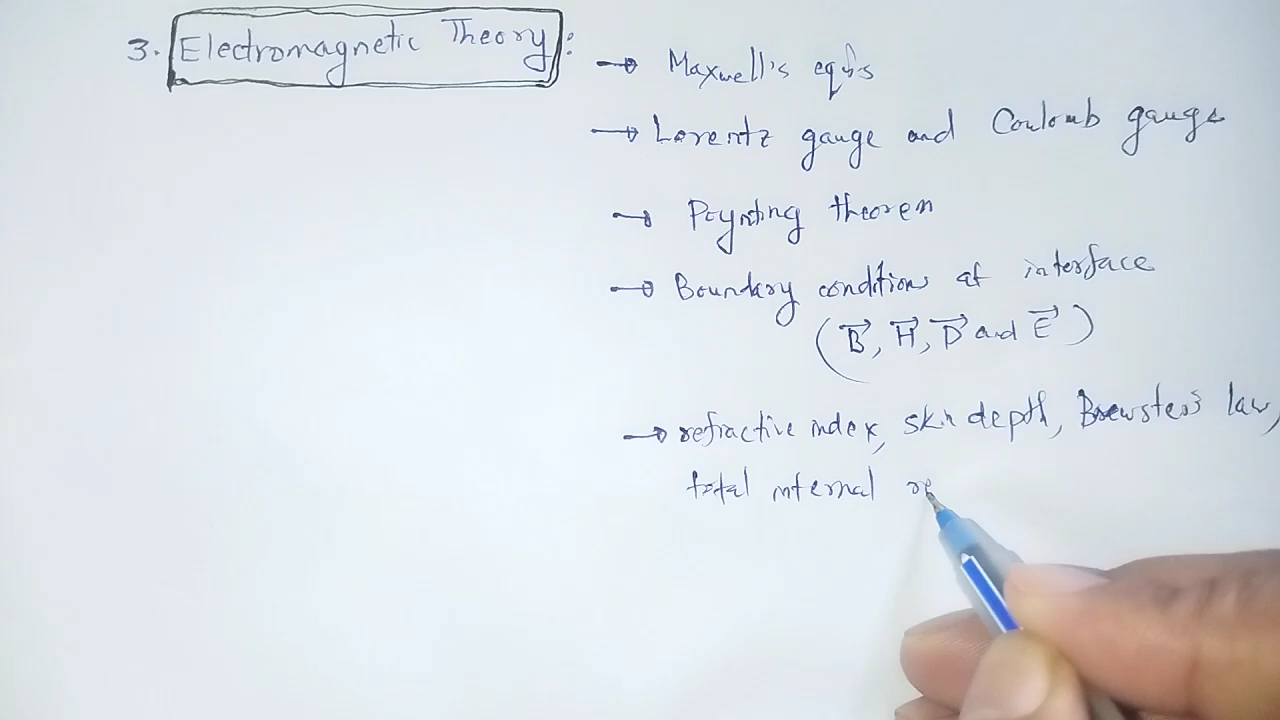 3. Electromagnetic Theory:
→ Maxwell's eqns
→ Lorentz gauge and Coulomb gauge
→ Poynting theorem
→ Boundary conditions at interface
(B⃗, H⃗, D⃗ and E⃗)
→ refractive index, skin depth, Brewster's law,
total internal re